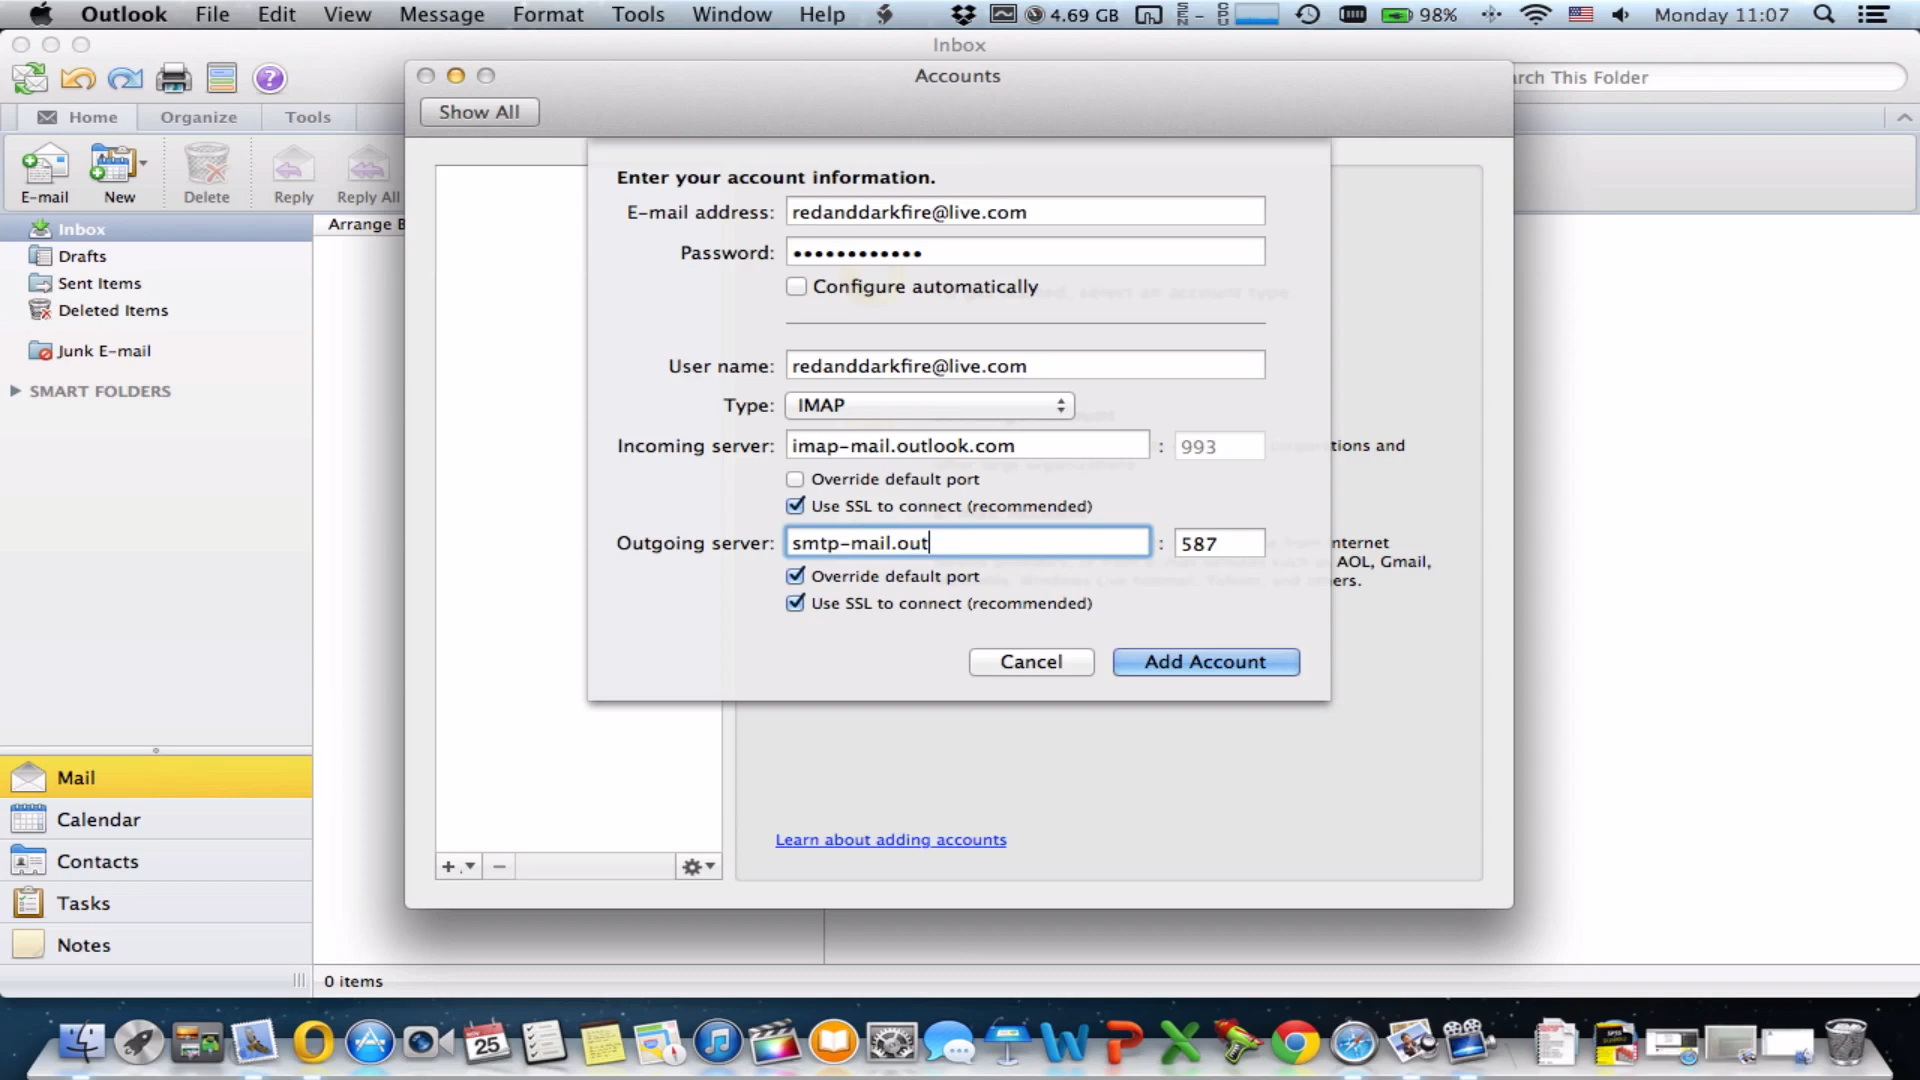 Outlook File Edit View Message Format Tools Window Help 4.69 GB 98% Monday 11:07
Inbox
Accounts
rch This Folder
Show All
Home Organize Tools
E-mail New Delete Reply Reply All
Enter your account information.
E-mail address: redanddarkfire@live.com
Password: ••••••••••••
Configure automatically
select an account type
User name: redanddarkfire@live.com
Type: IMAP
Incoming server: imap-mail.outlook.com : 993
tions and
Override default port
Use SSL to connect (recommended)
Outgoing server: smtp-mail.out : 587
nternet
AOL, Gmail,
Override default port
ers.
Use SSL to connect (recommended)
Cancel Add Account
Arrange B
Inbox
Drafts
Sent Items
Deleted Items
Junk E-mail
SMART FOLDERS
Mail
Calendar
Contacts
Tasks
Notes
Learn about adding accounts
0 items
25